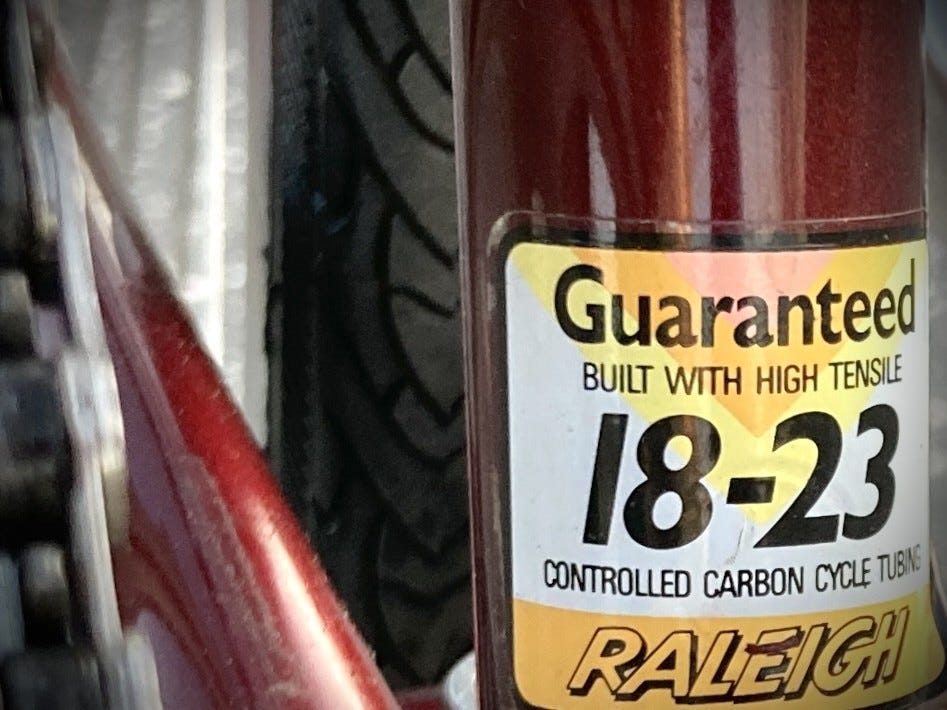 Guaranteed
BUILT WITH HIGH TENSILE
18-23
CONTROLLED CARBON CYCLE TUBING
RALEIGH